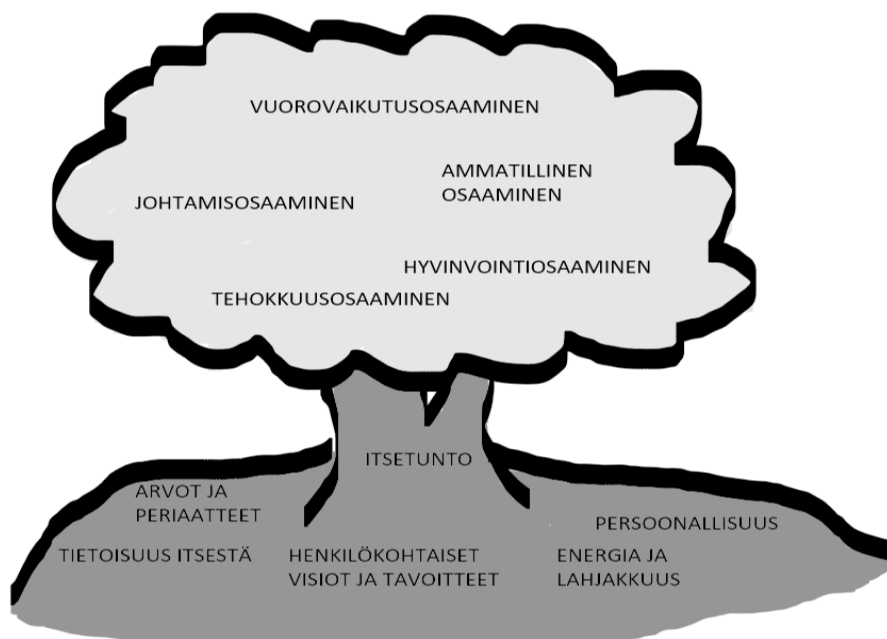 VUOROVAIKUTUSOSAAMINEN
AMMATILLINEN
OSAAMINEN
JOHTAMISOSAAMINEN
HYVINVOINTIOSAAMINEN
TEHOKKUUSOSAAMINEN
ITSETUNTO
ARVOT JA
PERIAATTEET
PERSOONALLISUUS
TIETOISUUS ITSESTÄ
HENKILÖKOHTAISET
VISIOT JA TAVOITTEET
ENERGIA JA
LAHJAKKUUS